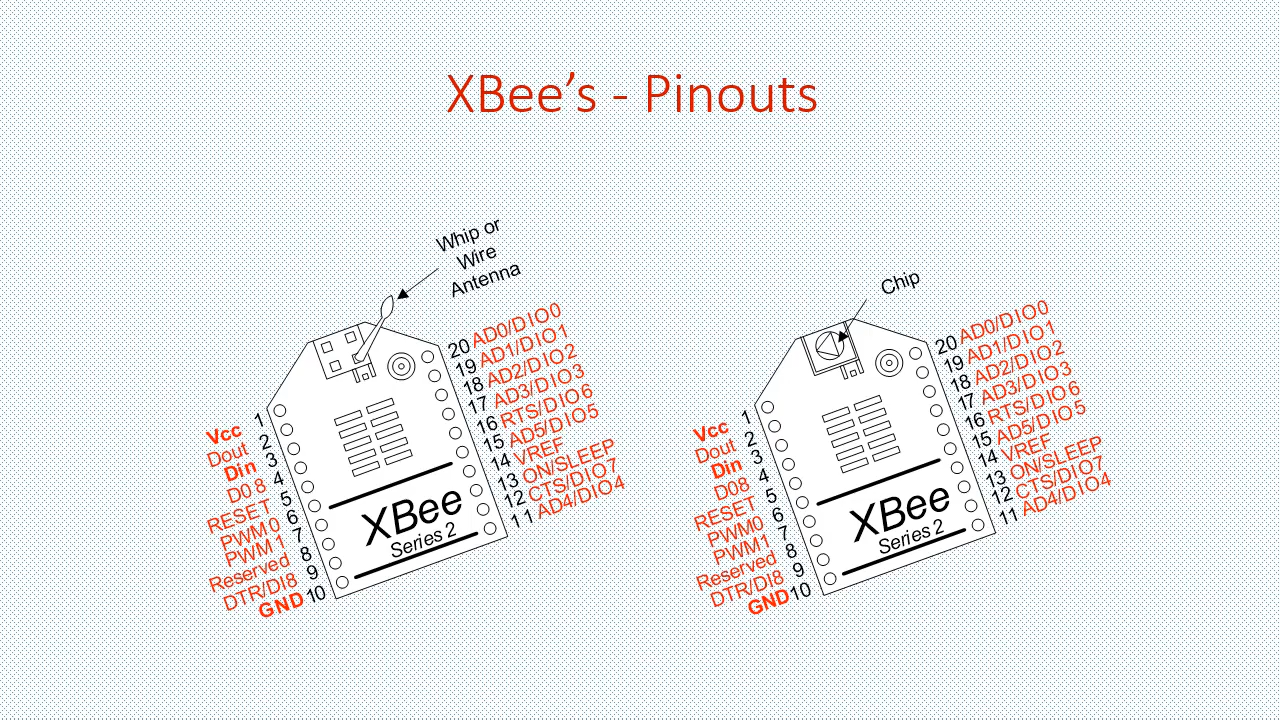 XBee’s - Pinouts
Whip or
Wire
Antenna
1
2
3
4
5
6
7
8
9
10
Vcc
Dout
Din
D08
RESET
PWM0
PWM1
Reserved
DTR/DI8
GND
20 AD0/DIO0
19 AD1/DIO1
18 AD2/DIO2
17 AD3/DIO3
16 RTS/DIO6
15 AD5/DIO5
14 VREF
13 ON/SLEEP
12 CTS/DIO7
11 AD4/DIO4
XBee
Series 2
Chip
1
2
3
4
5
6
7
8
9
10
Vcc
Dout
Din
D08
RESET
PWM0
PWM1
Reserved
DTR/DI8
GND
20 AD0/DIO0
19 AD1/DIO1
18 AD2/DIO2
17 AD3/DIO3
16 RTS/DIO6
15 AD5/DIO5
14 VREF
13 ON/SLEEP
12 CTS/DIO7
11 AD4/DIO4
XBee
Series 2